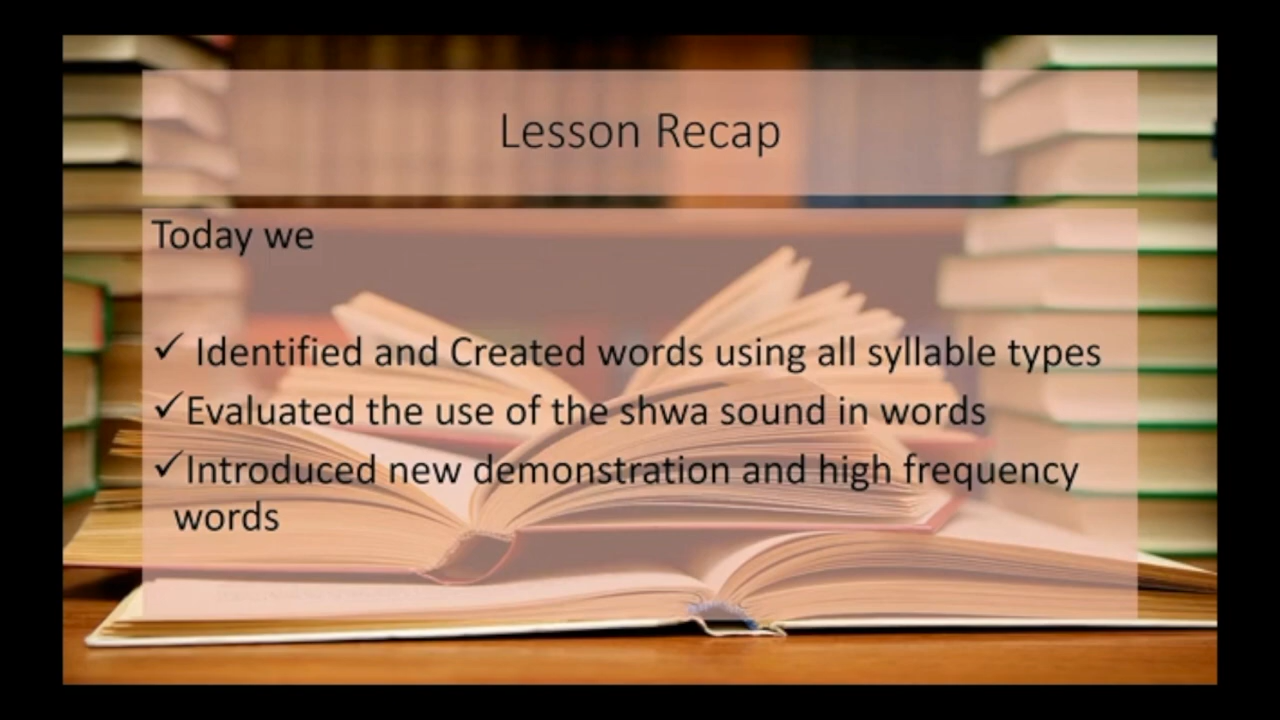 Lesson Recap
Today we
✓ Identified and Created words using all syllable types
✓Evaluated the use of the shwa sound in words
✓Introduced new demonstration and high frequency
words